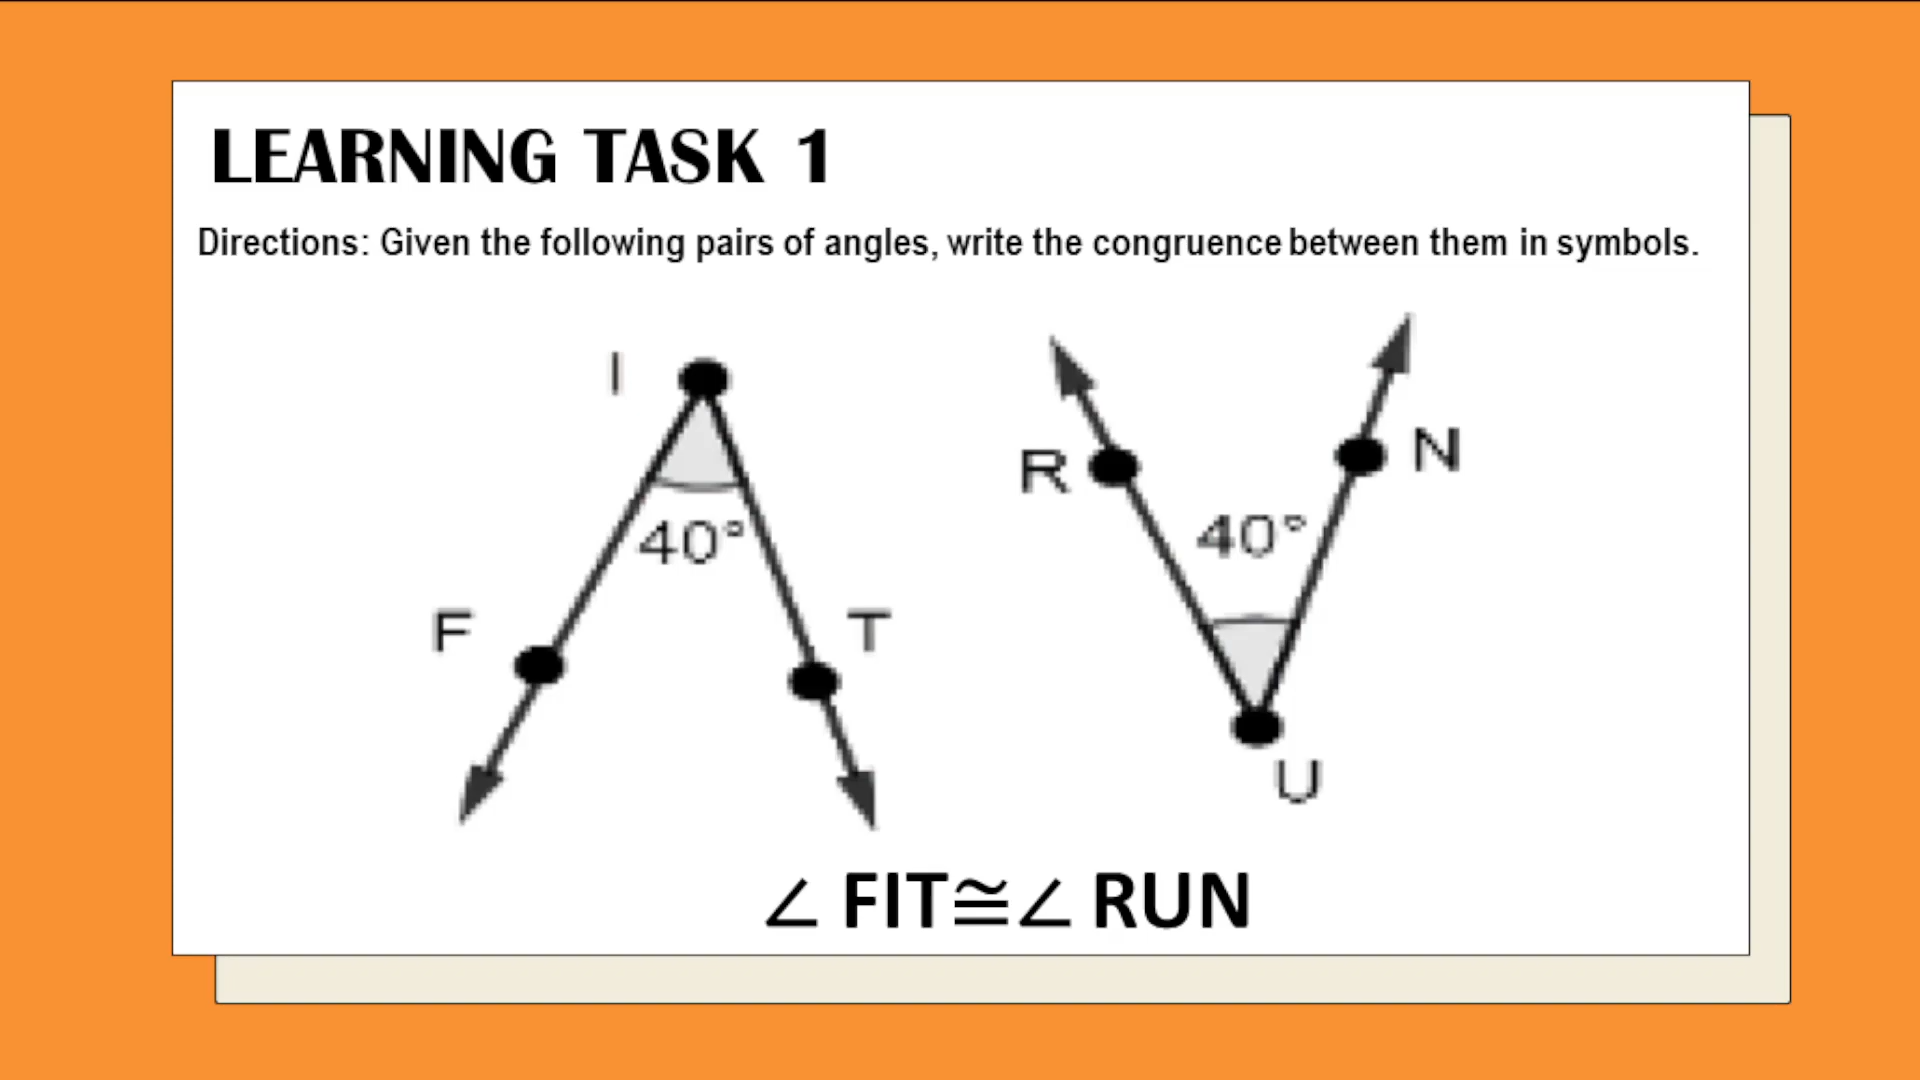 LEARNING TASK 1
Directions: Given the following pairs of angles, write the congruence between them in symbols.
I
R
N
40°
40°
F
T
U
∠ FIT≅∠ RUN